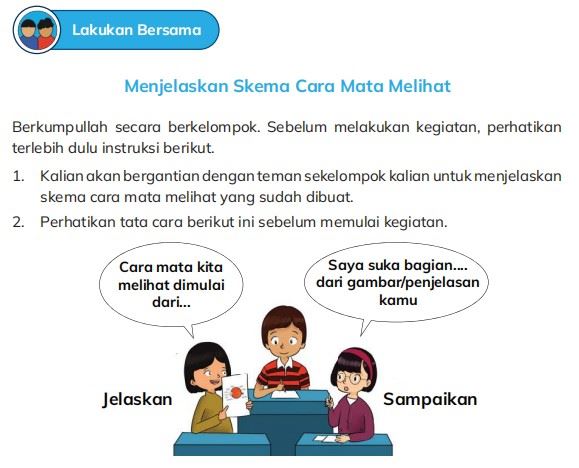 Lakukan Bersama
Menjelaskan Skema Cara Mata Melihat
Berkumpullah secara berkelompok. Sebelum melakukan kegiatan, perhatikan
terlebih dulu instruksi berikut.
1. Kalian akan bergantian dengan teman sekelompok kalian untuk menjelaskan
skema cara mata melihat yang sudah dibuat.
2. Perhatikan tata cara berikut ini sebelum memulai kegiatan.
Cara mata kita
melihat dimulai
dari...
Saya suka bagian....
dari gambar/penjelasan
kamu
Jelaskan
Sampaikan